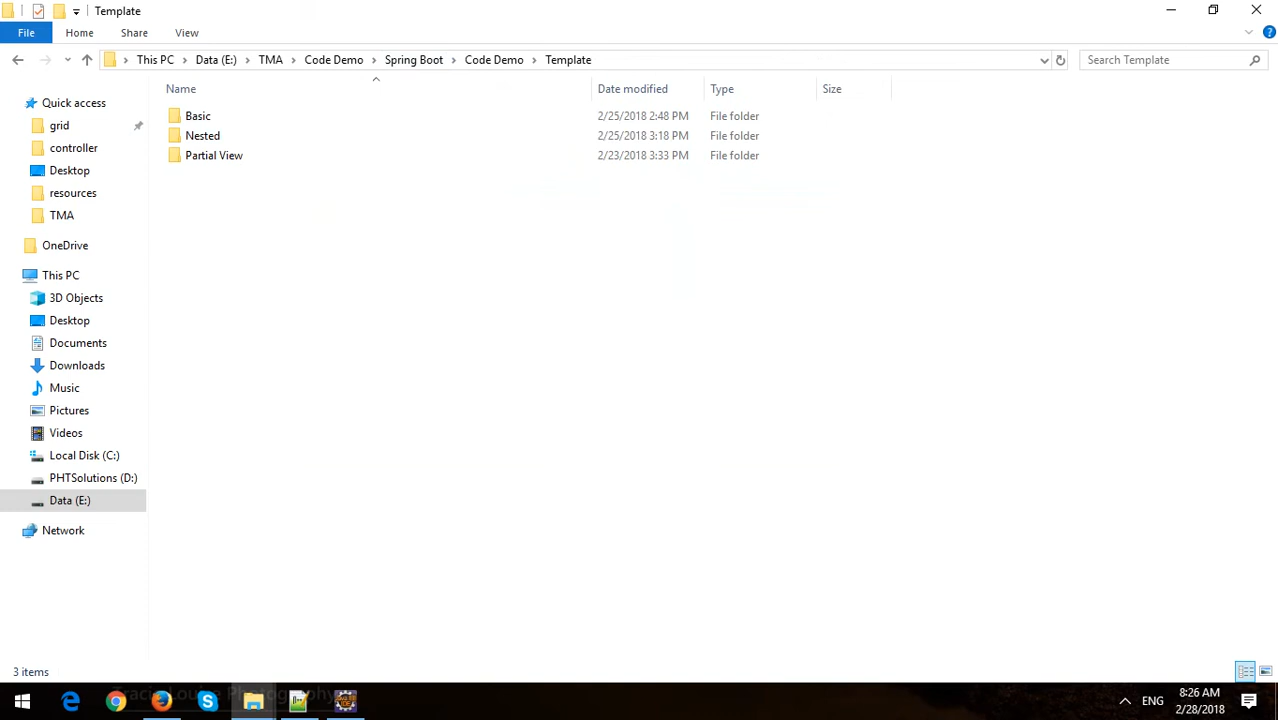 Template
File Home Share View
This PC Data (E:) TMA Code Demo Spring Boot Code Demo Template Search Template
Name Date modified Type Size
Basic 2/25/2018 2:48 PM File folder
Nested 2/25/2018 3:18 PM File folder
Partial View 2/23/2018 3:33 PM File folder
Quick access
grid
controller
Desktop
resources
TMA
OneDrive
This PC
3D Objects
Desktop
Documents
Downloads
Music
Pictures
Videos
Local Disk (C:)
PHTSolutions (D:)
Data (E:)
Network
3 items
Photography
ENG
8:26 AM
2/28/2018